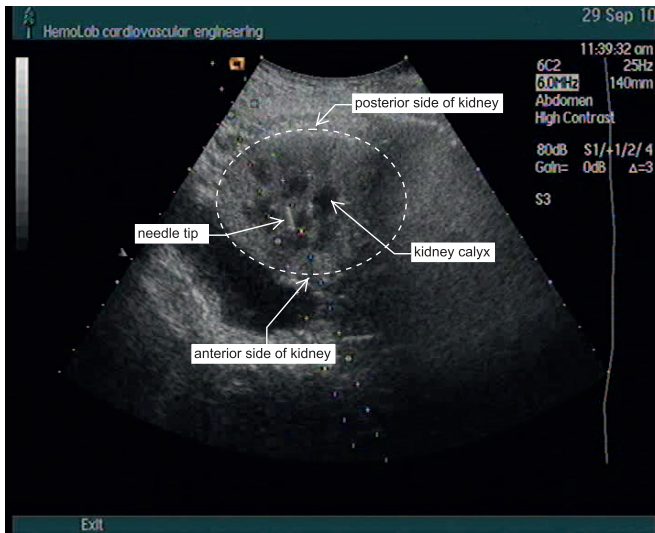 29 Sep 10
HemoLab cardiovascular engineering
11:39:32 am
6C2 25Hz
6.0MHz 140mm
Abdomen
High Contrast
80dB S1/+1/2/4
Gain= 0dB Δ=3
S3
posterior side of kidney
needle tip
kidney calyx
anterior side of kidney
Exit